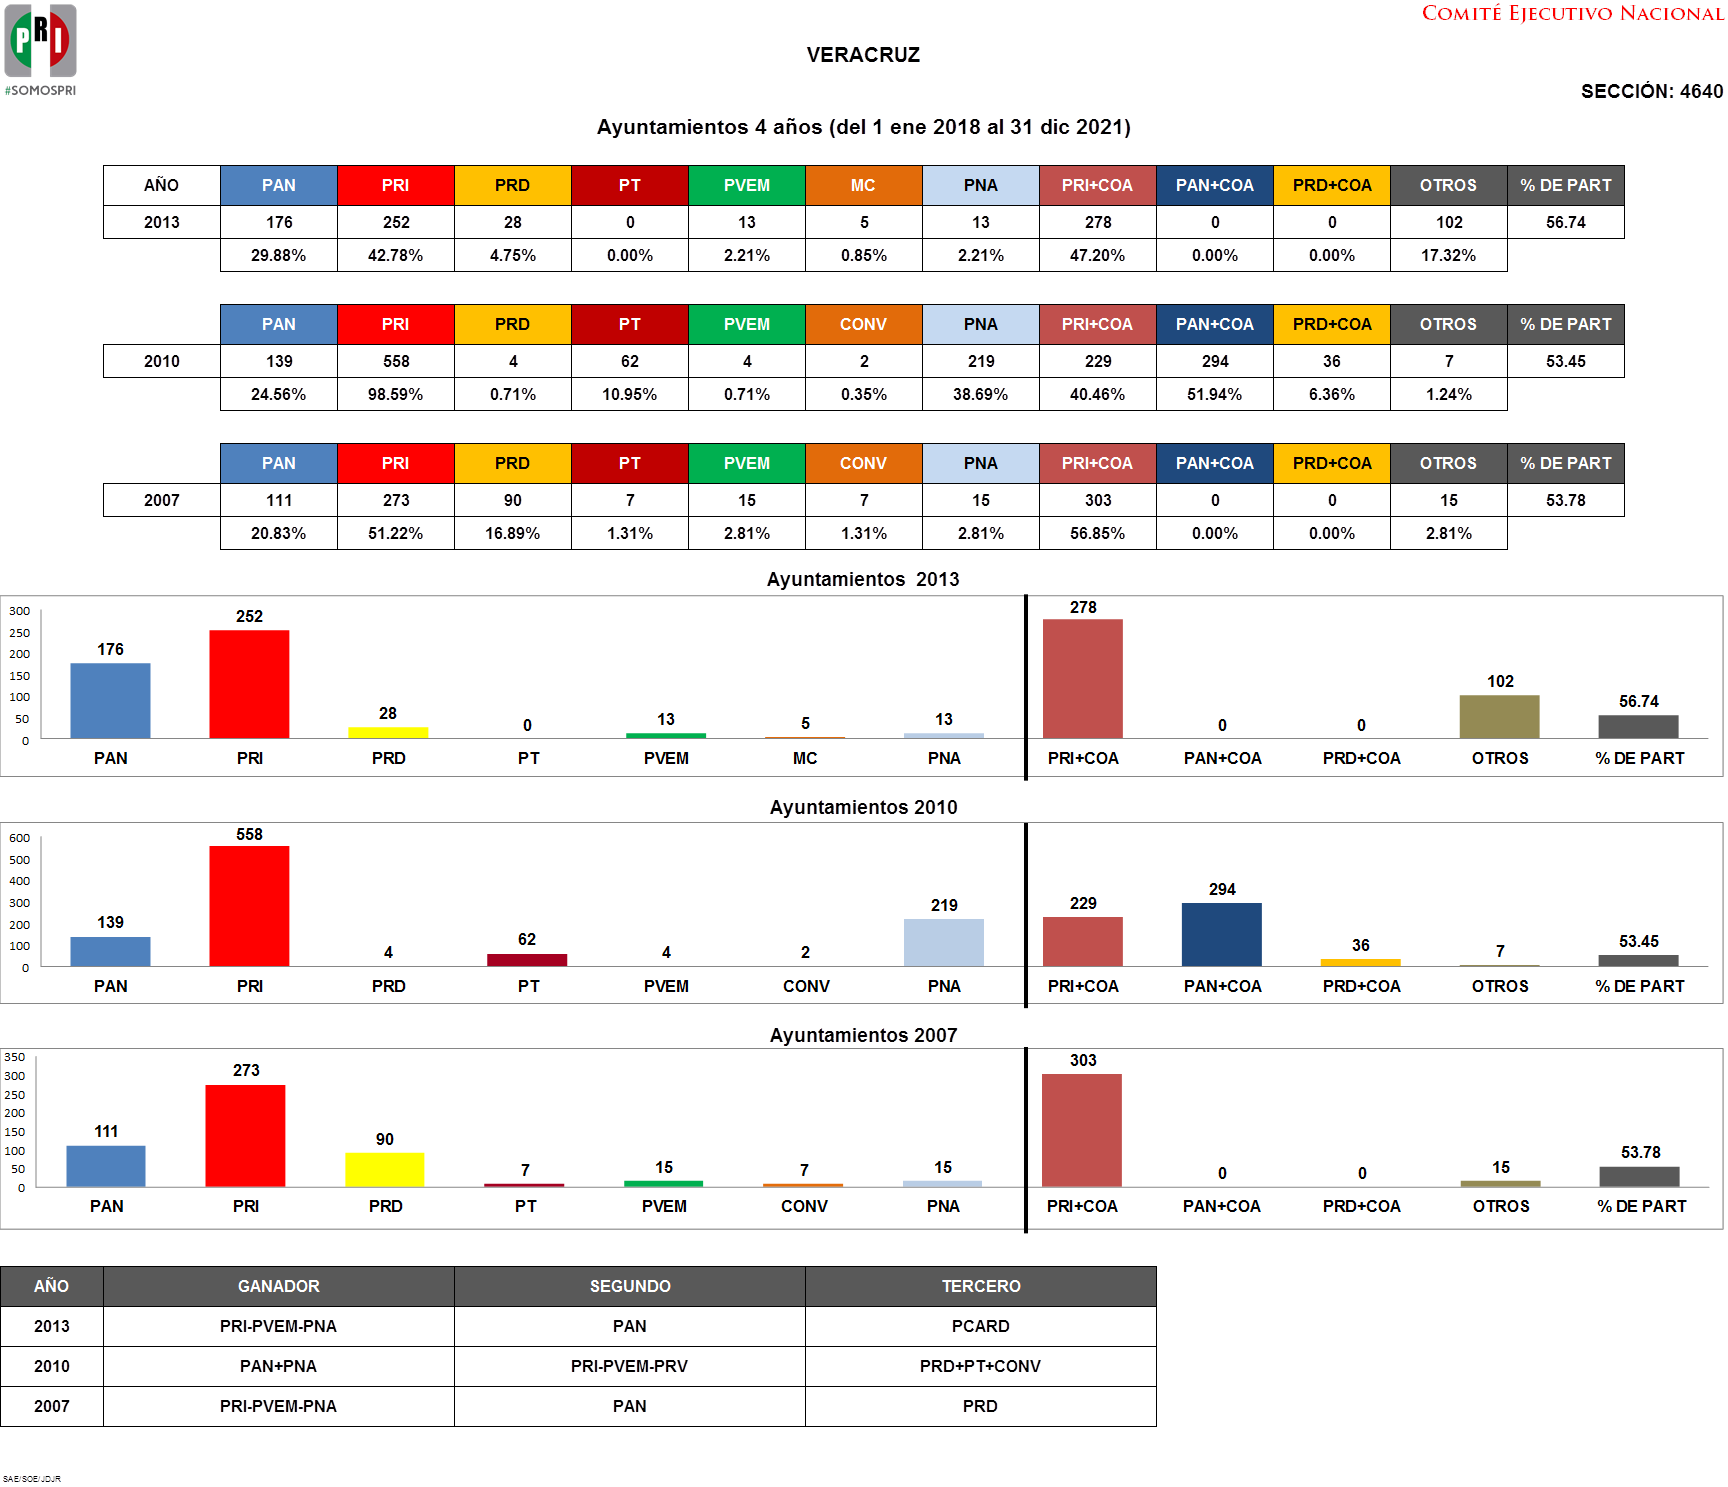 PRI
#SOMOSPRI
COMITÉ EJECUTIVO NACIONAL
VERACRUZ
SECCIÓN: 4640
Ayuntamientos 4 años (del 1 ene 2018 al 31 dic 2021)
AÑO PAN PRI PRD PT PVEM MC PNA PRI+COA PAN+COA PRD+COA OTROS % DE PART
2013 176 252 28 0 13 5 13 278 0 0 102 56.74
29.88% 42.78% 4.75% 0.00% 2.21% 0.85% 2.21% 47.20% 0.00% 0.00% 17.32%
PAN PRI PRD PT PVEM CONV PNA PRI+COA PAN+COA PRD+COA OTROS % DE PART
2010 139 558 4 62 4 2 219 229 294 36 7 53.45
24.56% 98.59% 0.71% 10.95% 0.71% 0.35% 38.69% 40.46% 51.94% 6.36% 1.24%
PAN PRI PRD PT PVEM CONV PNA PRI+COA PAN+COA PRD+COA OTROS % DE PART
2007 111 273 90 7 15 7 15 303 0 0 15 53.78
20.83% 51.22% 16.89% 1.31% 2.81% 1.31% 2.81% 56.85% 0.00% 0.00% 2.81%
Ayuntamientos 2013
300
250
200
150
100
50
0
176 252 28 0 13 5 13 278 0 0 102 56.74
PAN PRI PRD PT PVEM MC PNA PRI+COA PAN+COA PRD+COA OTROS % DE PART
Ayuntamientos 2010
600
500
400
300
200
100
0
139 558 4 62 4 2 219 229 294 36 7 53.45
PAN PRI PRD PT PVEM CONV PNA PRI+COA PAN+COA PRD+COA OTROS % DE PART
Ayuntamientos 2007
350
300
250
200
150
100
50
0
111 273 90 7 15 7 15 303 0 0 15 53.78
PAN PRI PRD PT PVEM CONV PNA PRI+COA PAN+COA PRD+COA OTROS % DE PART
AÑO GANADOR SEGUNDO TERCERO
2013 PRI-PVEM-PNA PAN PCARD
2010 PAN+PNA PRI-PVEM-PRV PRD+PT+CONV
2007 PRI-PVEM-PNA PAN PRD
SAE/SOE/JDJR